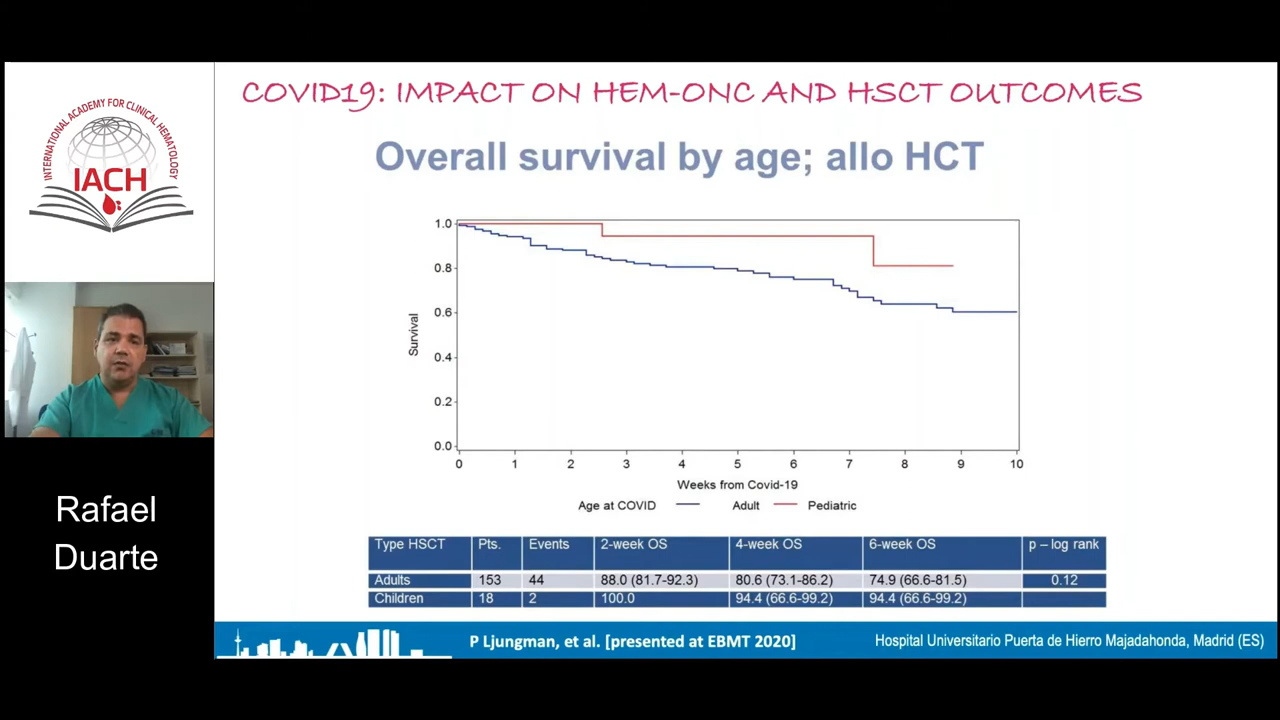 COVID19: IMPACT ON HEM-ONC AND HSCT OUTCOMES
INTERNATIONAL ACADEMY FOR CLINICAL HEMATOLOGY
IACH
Rafael
Duarte
Overall survival by age; allo HCT
Survival
1.0
0.8
0.6
0.4
0.2
0.0
0 1 2 3 4 5 6 7 8 9 10
Weeks from Covid-19
Age at COVID Adult Pediatric
Type HSCT Pts. Events 2-week OS 4-week OS 6-week OS p – log rank
Adults 153 44 88.0 (81.7-92.3) 80.6 (73.1-86.2) 74.9 (66.6-81.5) 0.12
Children 18 2 100.0 94.4 (66.6-99.2) 94.4 (66.6-99.2)
P Ljungman, et al. [presented at EBMT 2020]
Hospital Universitario Puerta de Hierro Majadahonda, Madrid (ES)